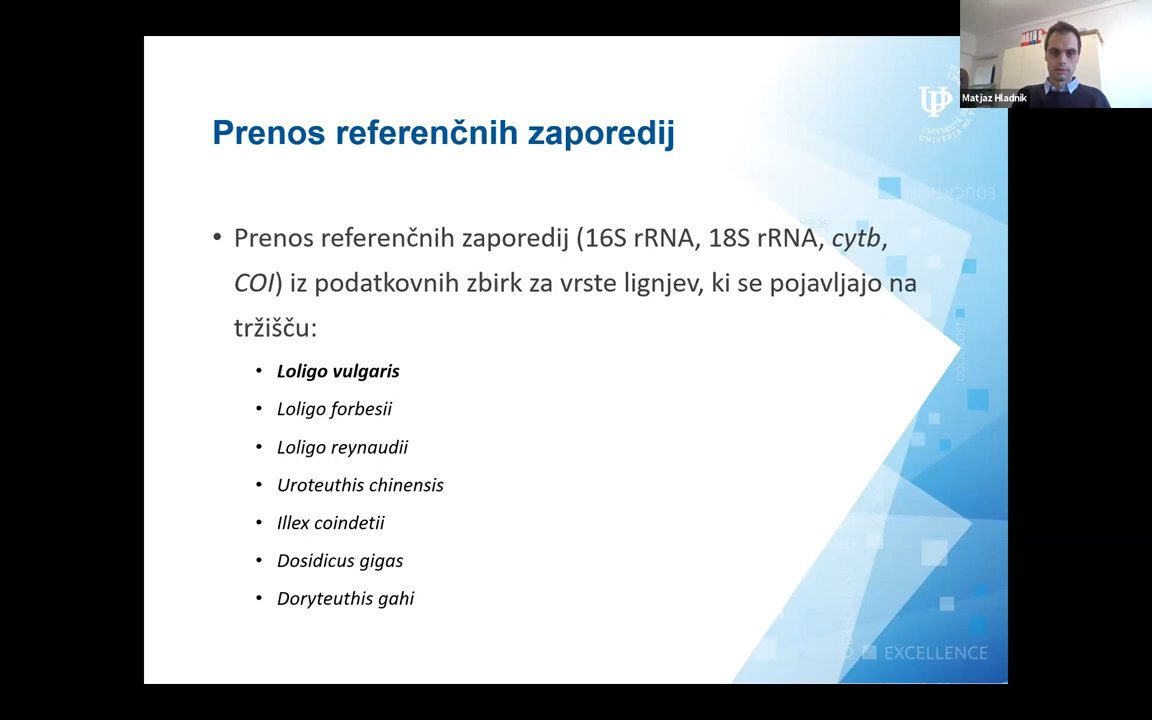 Matjaz Hladnik
UP
Prenos referenčnih zaporedij
EDUCATION
• Prenos referenčnih zaporedij (16S rRNA, 18S rRNA, cytb,
COI) iz podatkovnih zbirk za vrste lignjev, ki se pojavljajo na
tržišču:
• Loligo vulgaris
• Loligo forbesii
• Loligo reynaudii
• Uroteuthis chinensis
• Illex coindetii
• Dosidicus gigas
• Doryteuthis gahi
EXCELLENCE